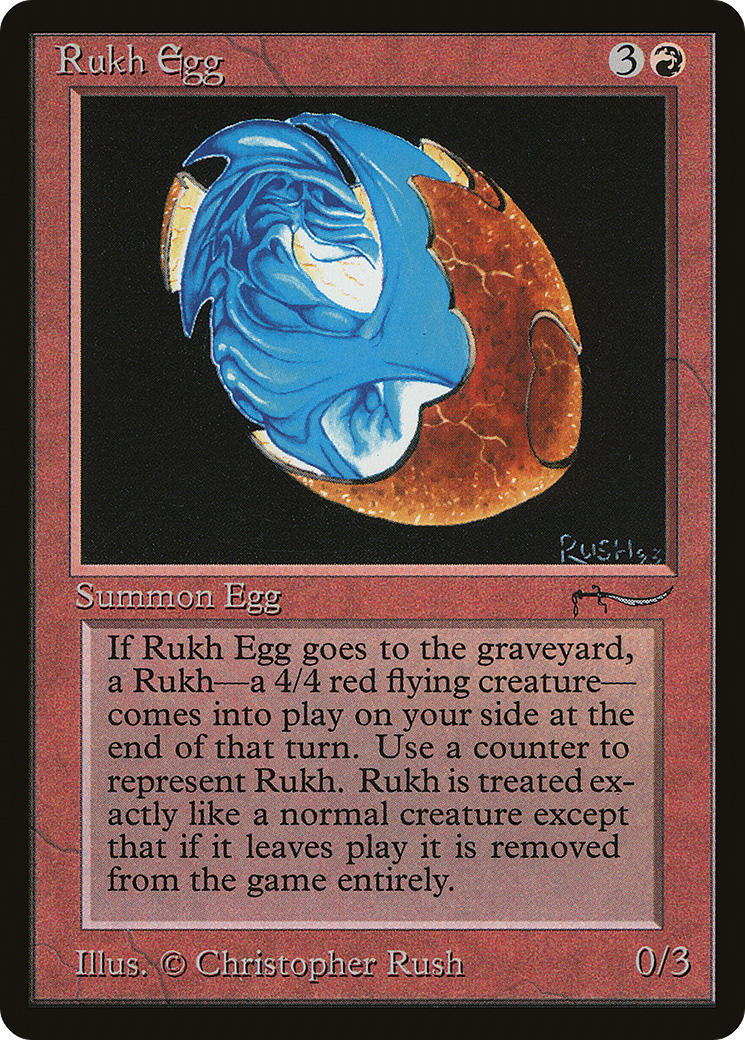 Rukh Egg 3
RUSH93
Summon Egg
If Rukh Egg goes to the graveyard,
a Rukh—a 4/4 red flying creature—
comes into play on your side at the
end of that turn. Use a counter to
represent Rukh. Rukh is treated ex-
actly like a normal creature except
that if it leaves play it is removed
from the game entirely.
Illus. © Christopher Rush 0/3